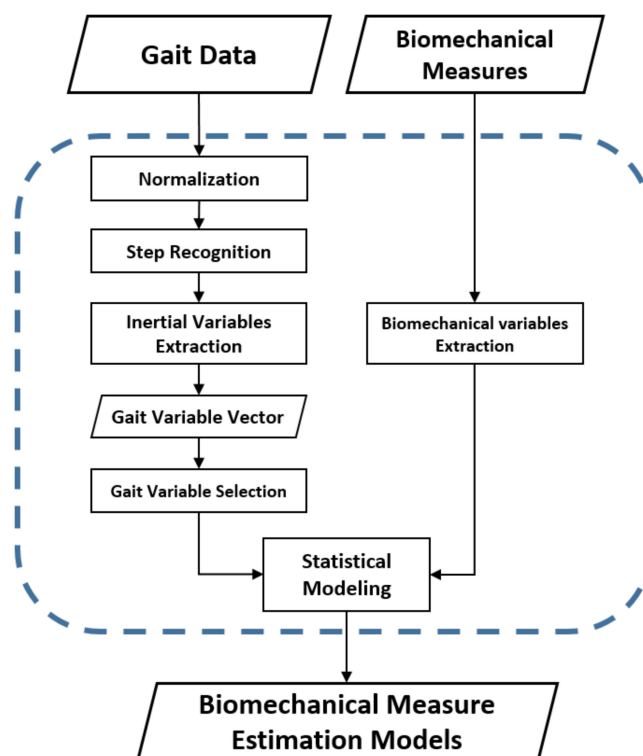 Gait Data
Biomechanical
Measures
Normalization
Step Recognition
Inertial Variables
Extraction
Biomechanical variables
Extraction
Gait Variable Vector
Gait Variable Selection
Statistical
Modeling
Biomechanical Measure
Estimation Models